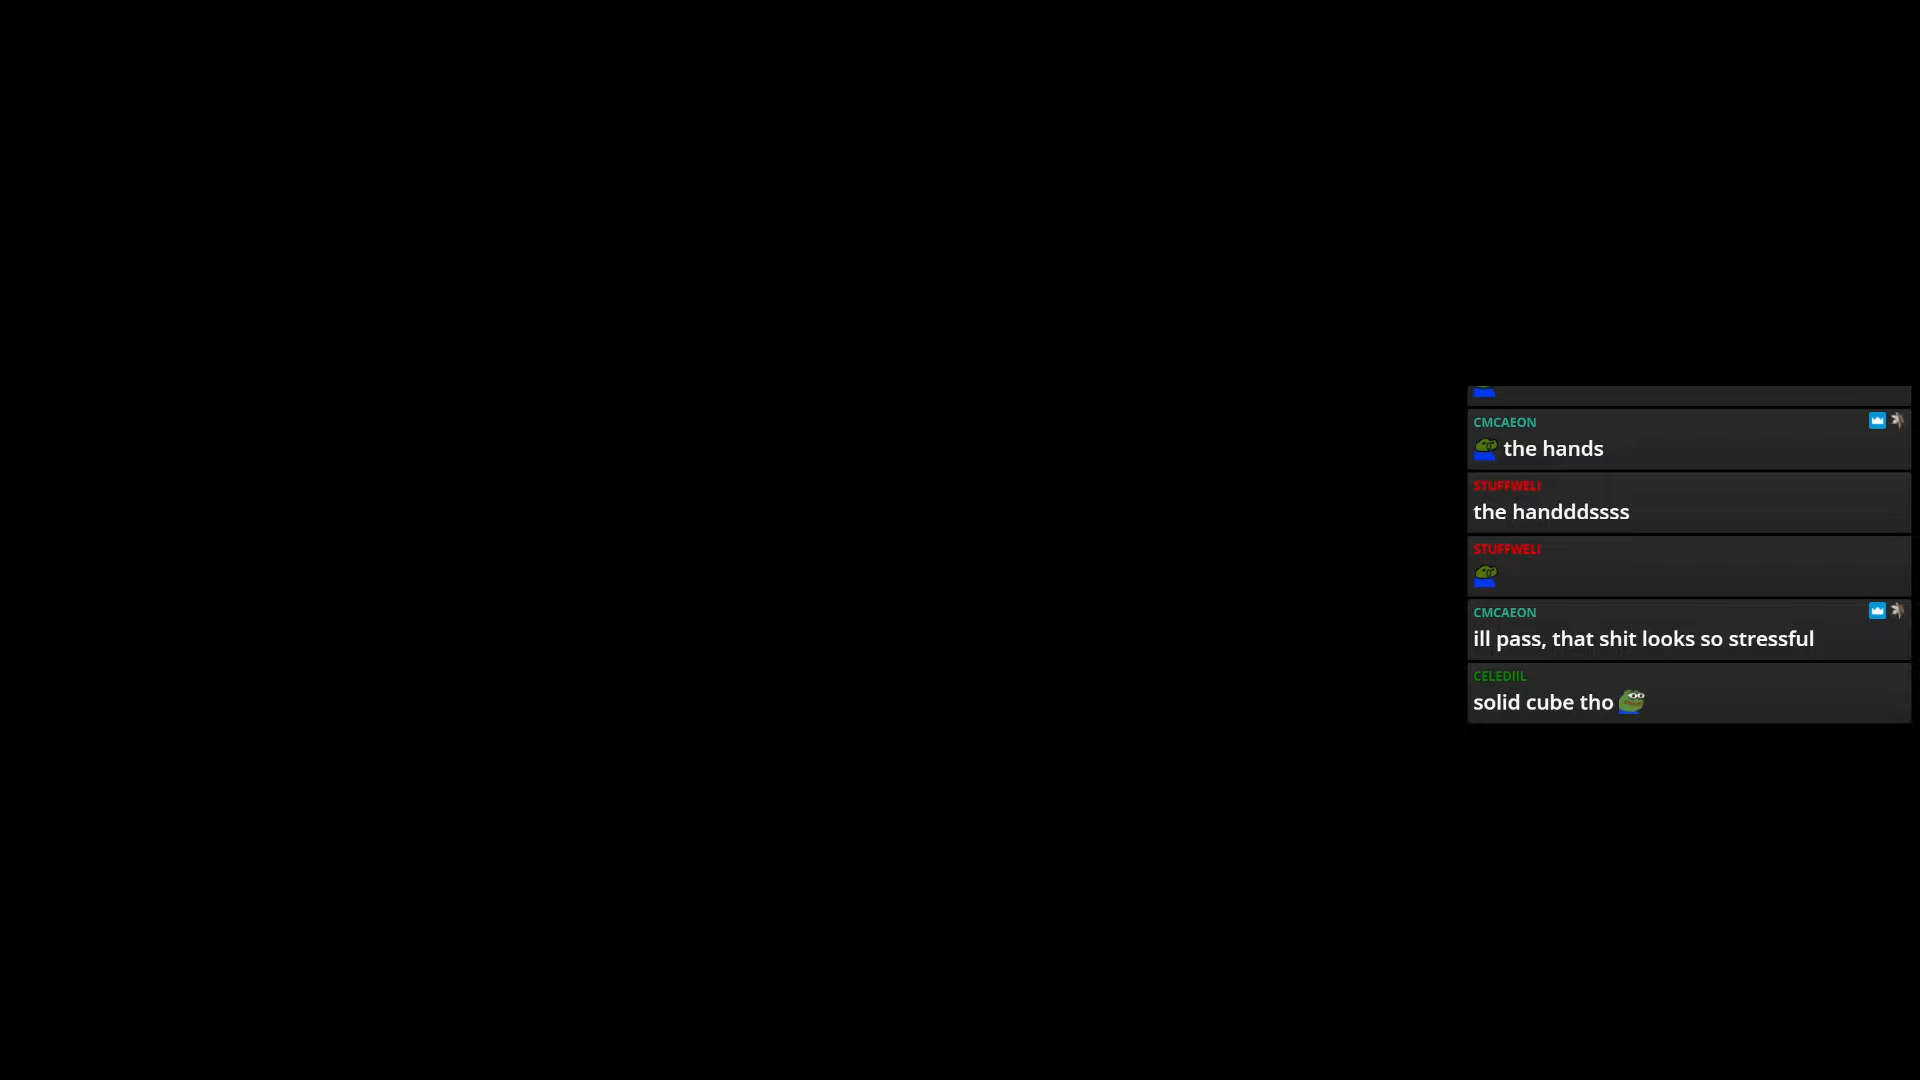 CMCAEON
the hands
STUFFWELI
the handddssss
STUFFWELI
CMCAEON
ill pass, that shit looks so stressful
CELEDIIL
solid cube tho